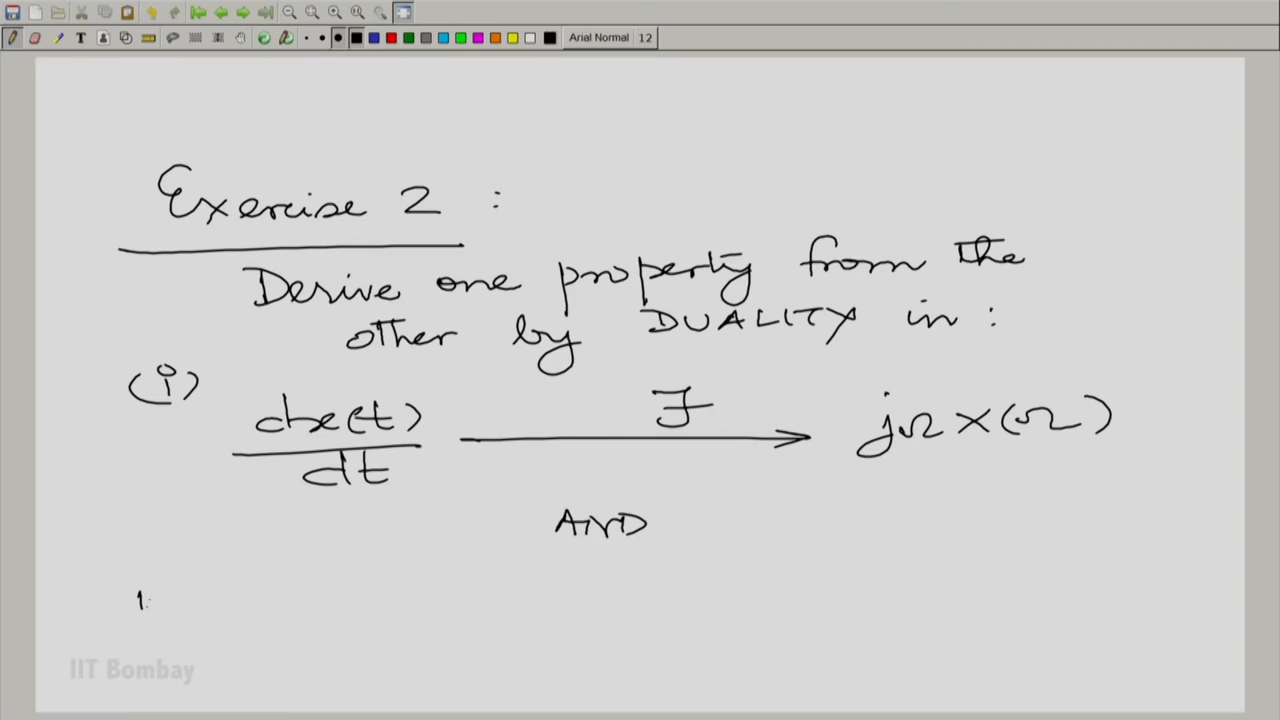 Arial Normal 12
Exercise 2 :
Derive one property from the
other by DUALITY in :
(i)
dx(t)/dt F→ jΩX(Ω)
AND
IIT Bombay